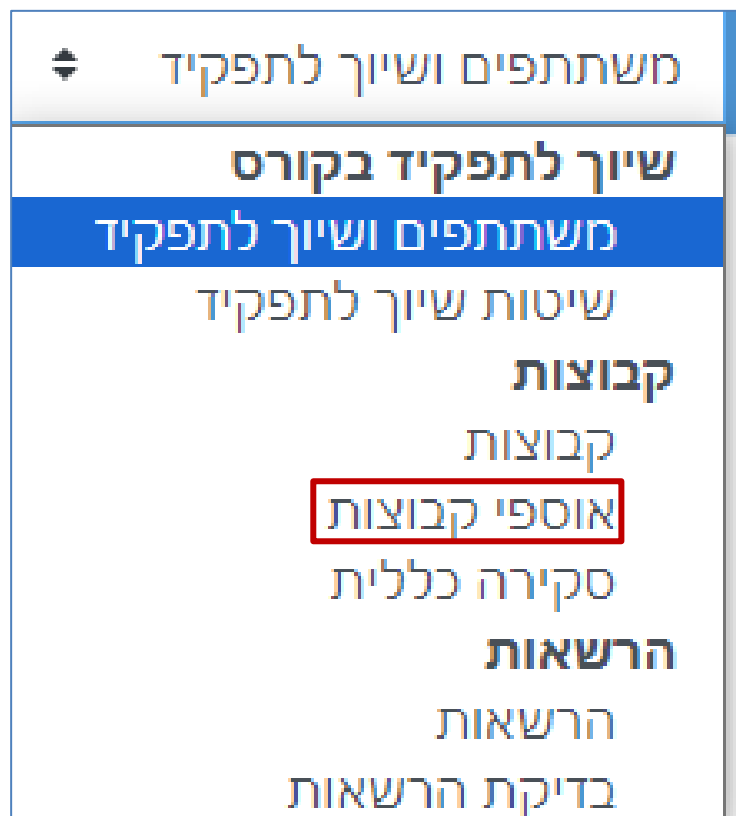 משתתפים ושיוך לתפקיד
שיוך לתפקיד בקורס
משתתפים ושיוך לתפקיד
שיטות שיוך לתפקיד
קבוצות
קבוצות
אוספי קבוצות
סקירה כללית
הרשאות
הרשאות
בדיקת הרשאות